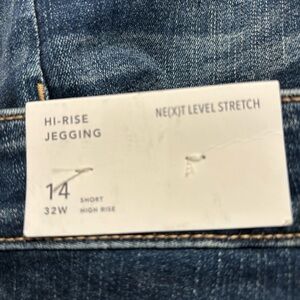 HI-RISE
JEGGING
NE(X)T LEVEL STRETCH
14
SHORT
32W
HIGH RISE